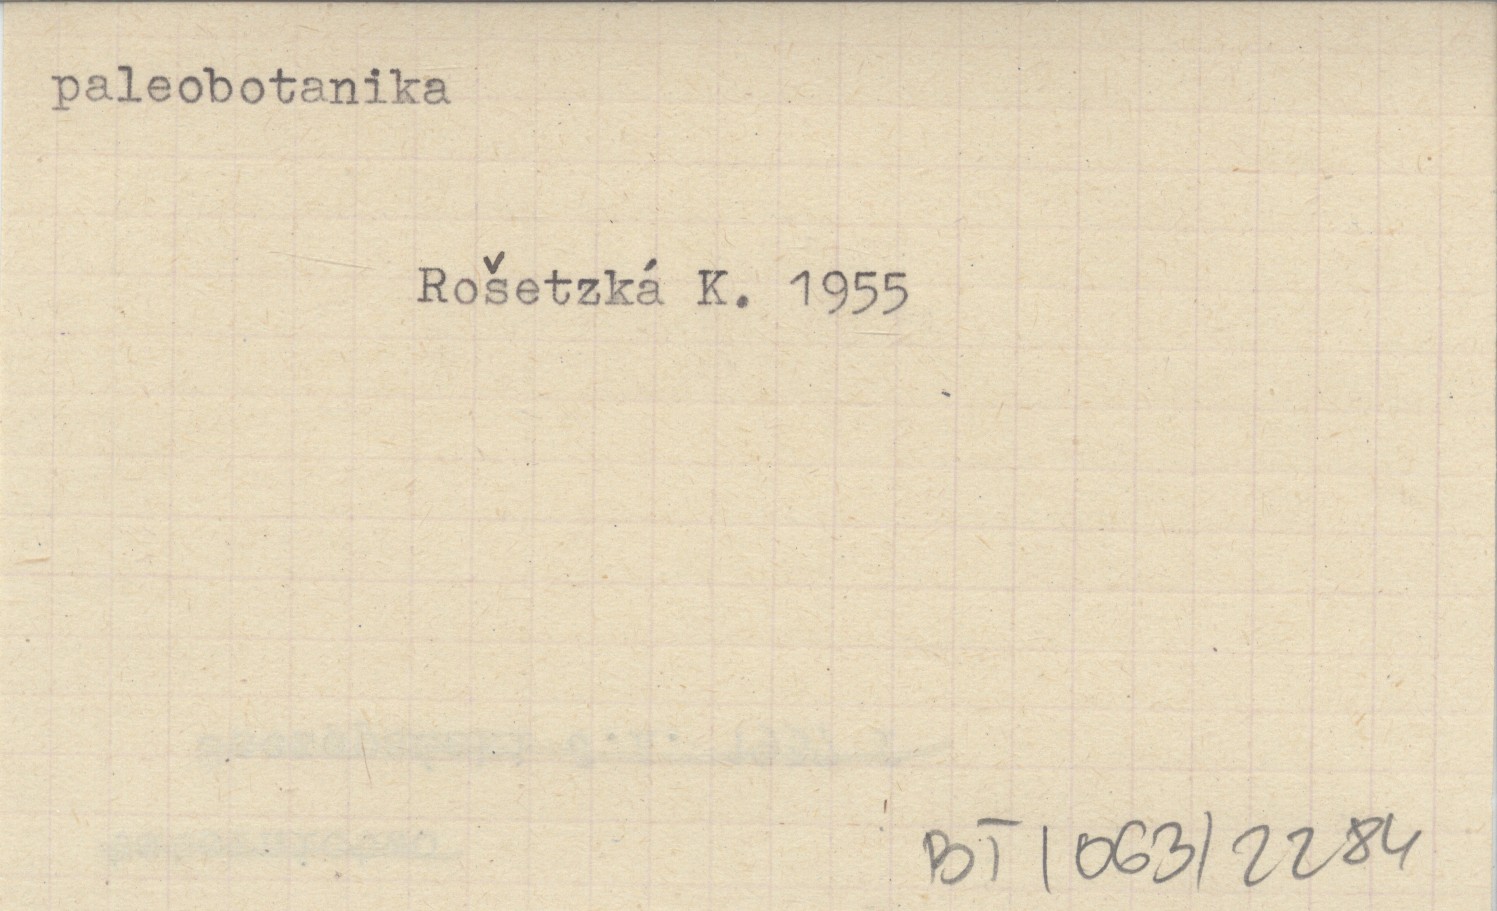 paleobotanika
Rošetzká K. 1955
BT/063/2284